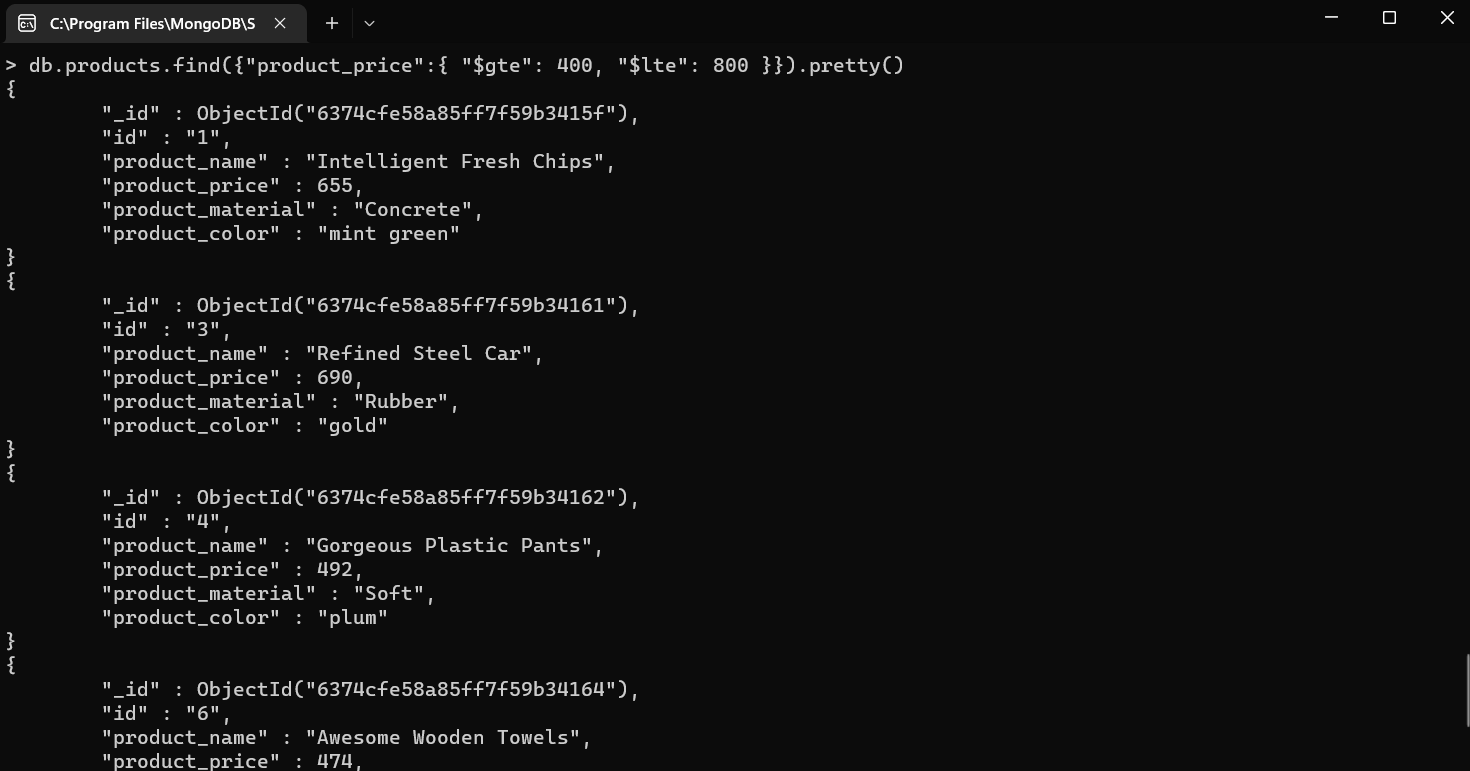 C:\Program Files\MongoDB\S
> db.products.find({"product_price":{ "$gte": 400, "$lte": 800 }}).pretty()
{
        "_id" : ObjectId("6374cfe58a85ff7f59b3415f"),
        "id" : "1",
        "product_name" : "Intelligent Fresh Chips",
        "product_price" : 655,
        "product_material" : "Concrete",
        "product_color" : "mint green"
}
{
        "_id" : ObjectId("6374cfe58a85ff7f59b34161"),
        "id" : "3",
        "product_name" : "Refined Steel Car",
        "product_price" : 690,
        "product_material" : "Rubber",
        "product_color" : "gold"
}
{
        "_id" : ObjectId("6374cfe58a85ff7f59b34162"),
        "id" : "4",
        "product_name" : "Gorgeous Plastic Pants",
        "product_price" : 492,
        "product_material" : "Soft",
        "product_color" : "plum"
}
{
        "_id" : ObjectId("6374cfe58a85ff7f59b34164"),
        "id" : "6",
        "product_name" : "Awesome Wooden Towels",
        "product_price" : 474,